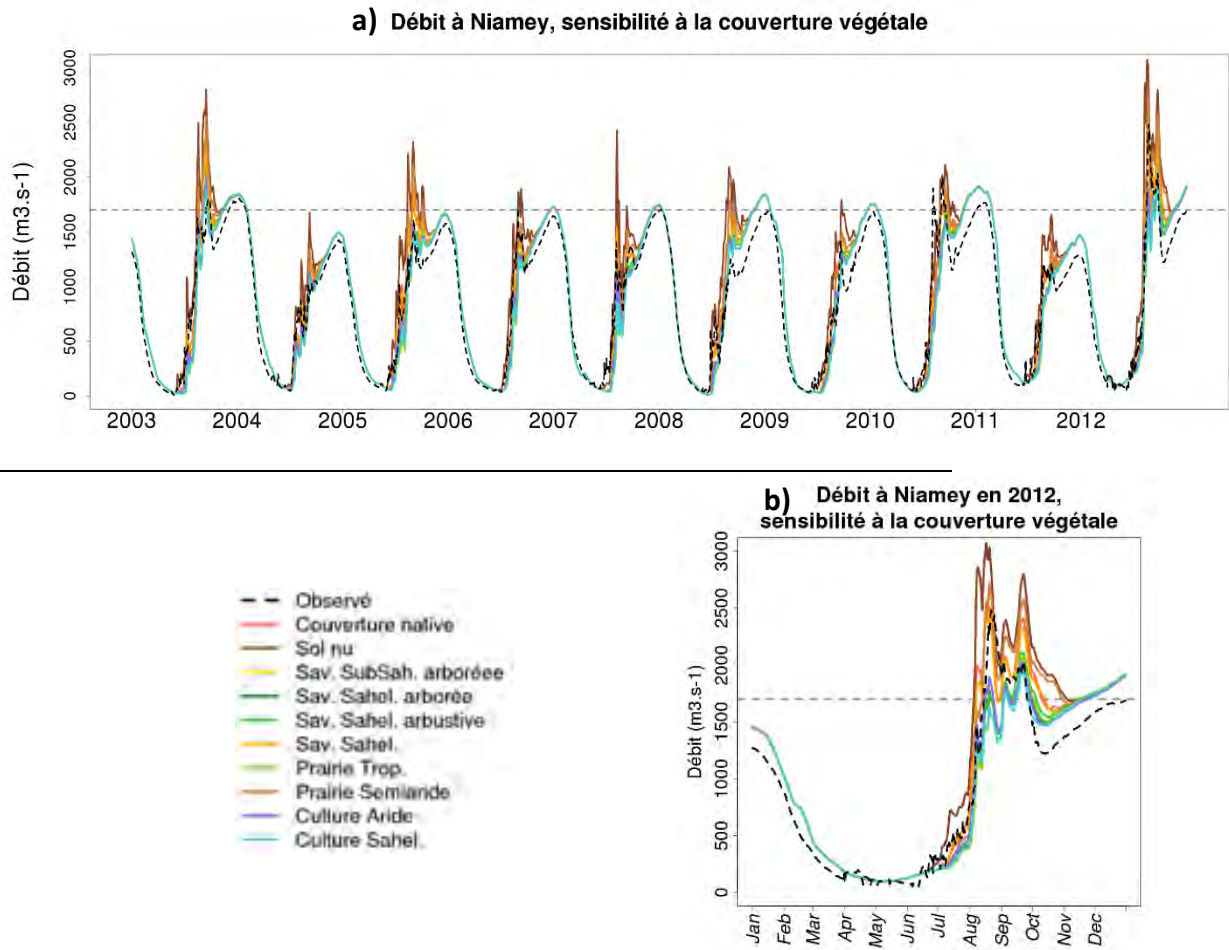 a) Débit à Niamey, sensibilité à la couverture végétale
Débit (m3.s-1)
3000
2500
2000
1500
1000
500
0
2003 2004 2005 2006 2007 2008 2009 2010 2011 2012
b) Débit à Niamey en 2012,
sensibilité à la couverture végétale
Observé
Couverture native
Sol nu
Sav. SubSah. arboréee
Sav. Sahel. arborée
Sav. Sahel. arbustive
Sav. Sahel.
Prairie Trop.
Prairie Semiaride
Culture Aride
Culture Sahel.
Débit (m3.s-1)
3000
2500
2000
1500
1000
500
0
Jan Feb Mar Apr May Jun Jul Aug Sep Oct Nov Dec